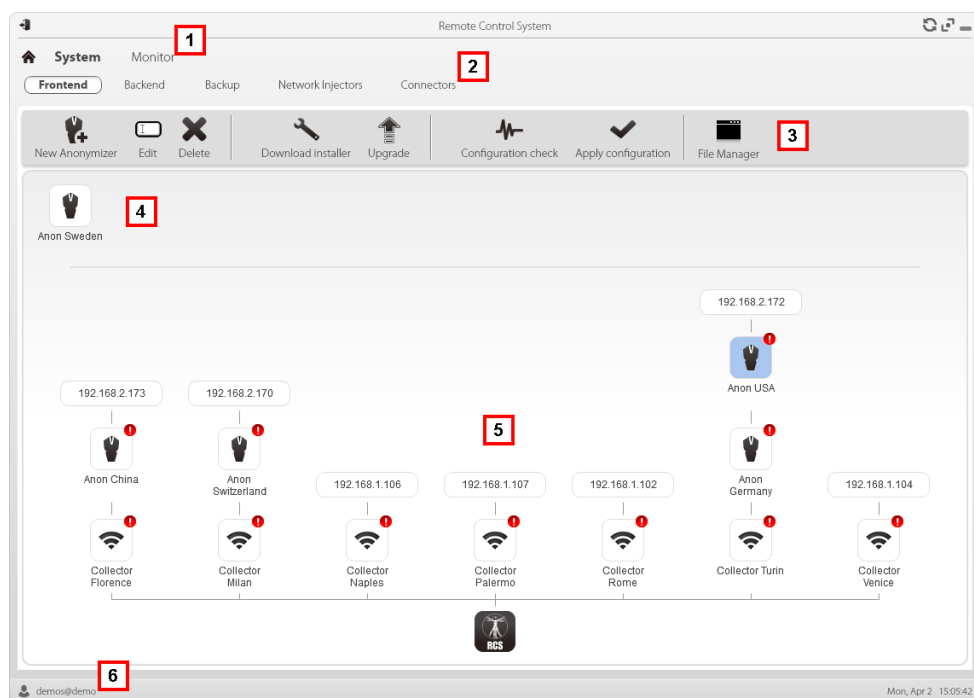 Remote Control System
1
System Monitor
2
Frontend Backend Backup Network Injectors Connectors
3
New Anonymizer Edit Delete Download installer Upgrade Configuration check Apply configuration File Manager
4
Anon Sweden
192.168.2.172
Anon USA
192.168.2.173 192.168.2.170
5
Anon China Anon
Switzerland
Anon
Germany
192.168.1.106 192.168.1.107 192.168.1.102 192.168.1.104
Collector
Florence
Collector
Milan
Collector
Naples
Collector
Palermo
Collector
Rome
Collector Turin
Collector
Venice
RCS
6
demos@demo Mon, Apr 2 15:05:42